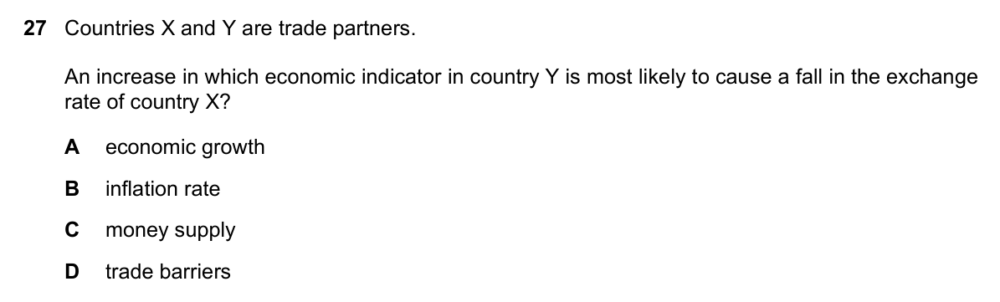 27 Countries X and Y are trade partners.
An increase in which economic indicator in country Y is most likely to cause a fall in the exchange
rate of country X?
A economic growth
B inflation rate
C money supply
D trade barriers